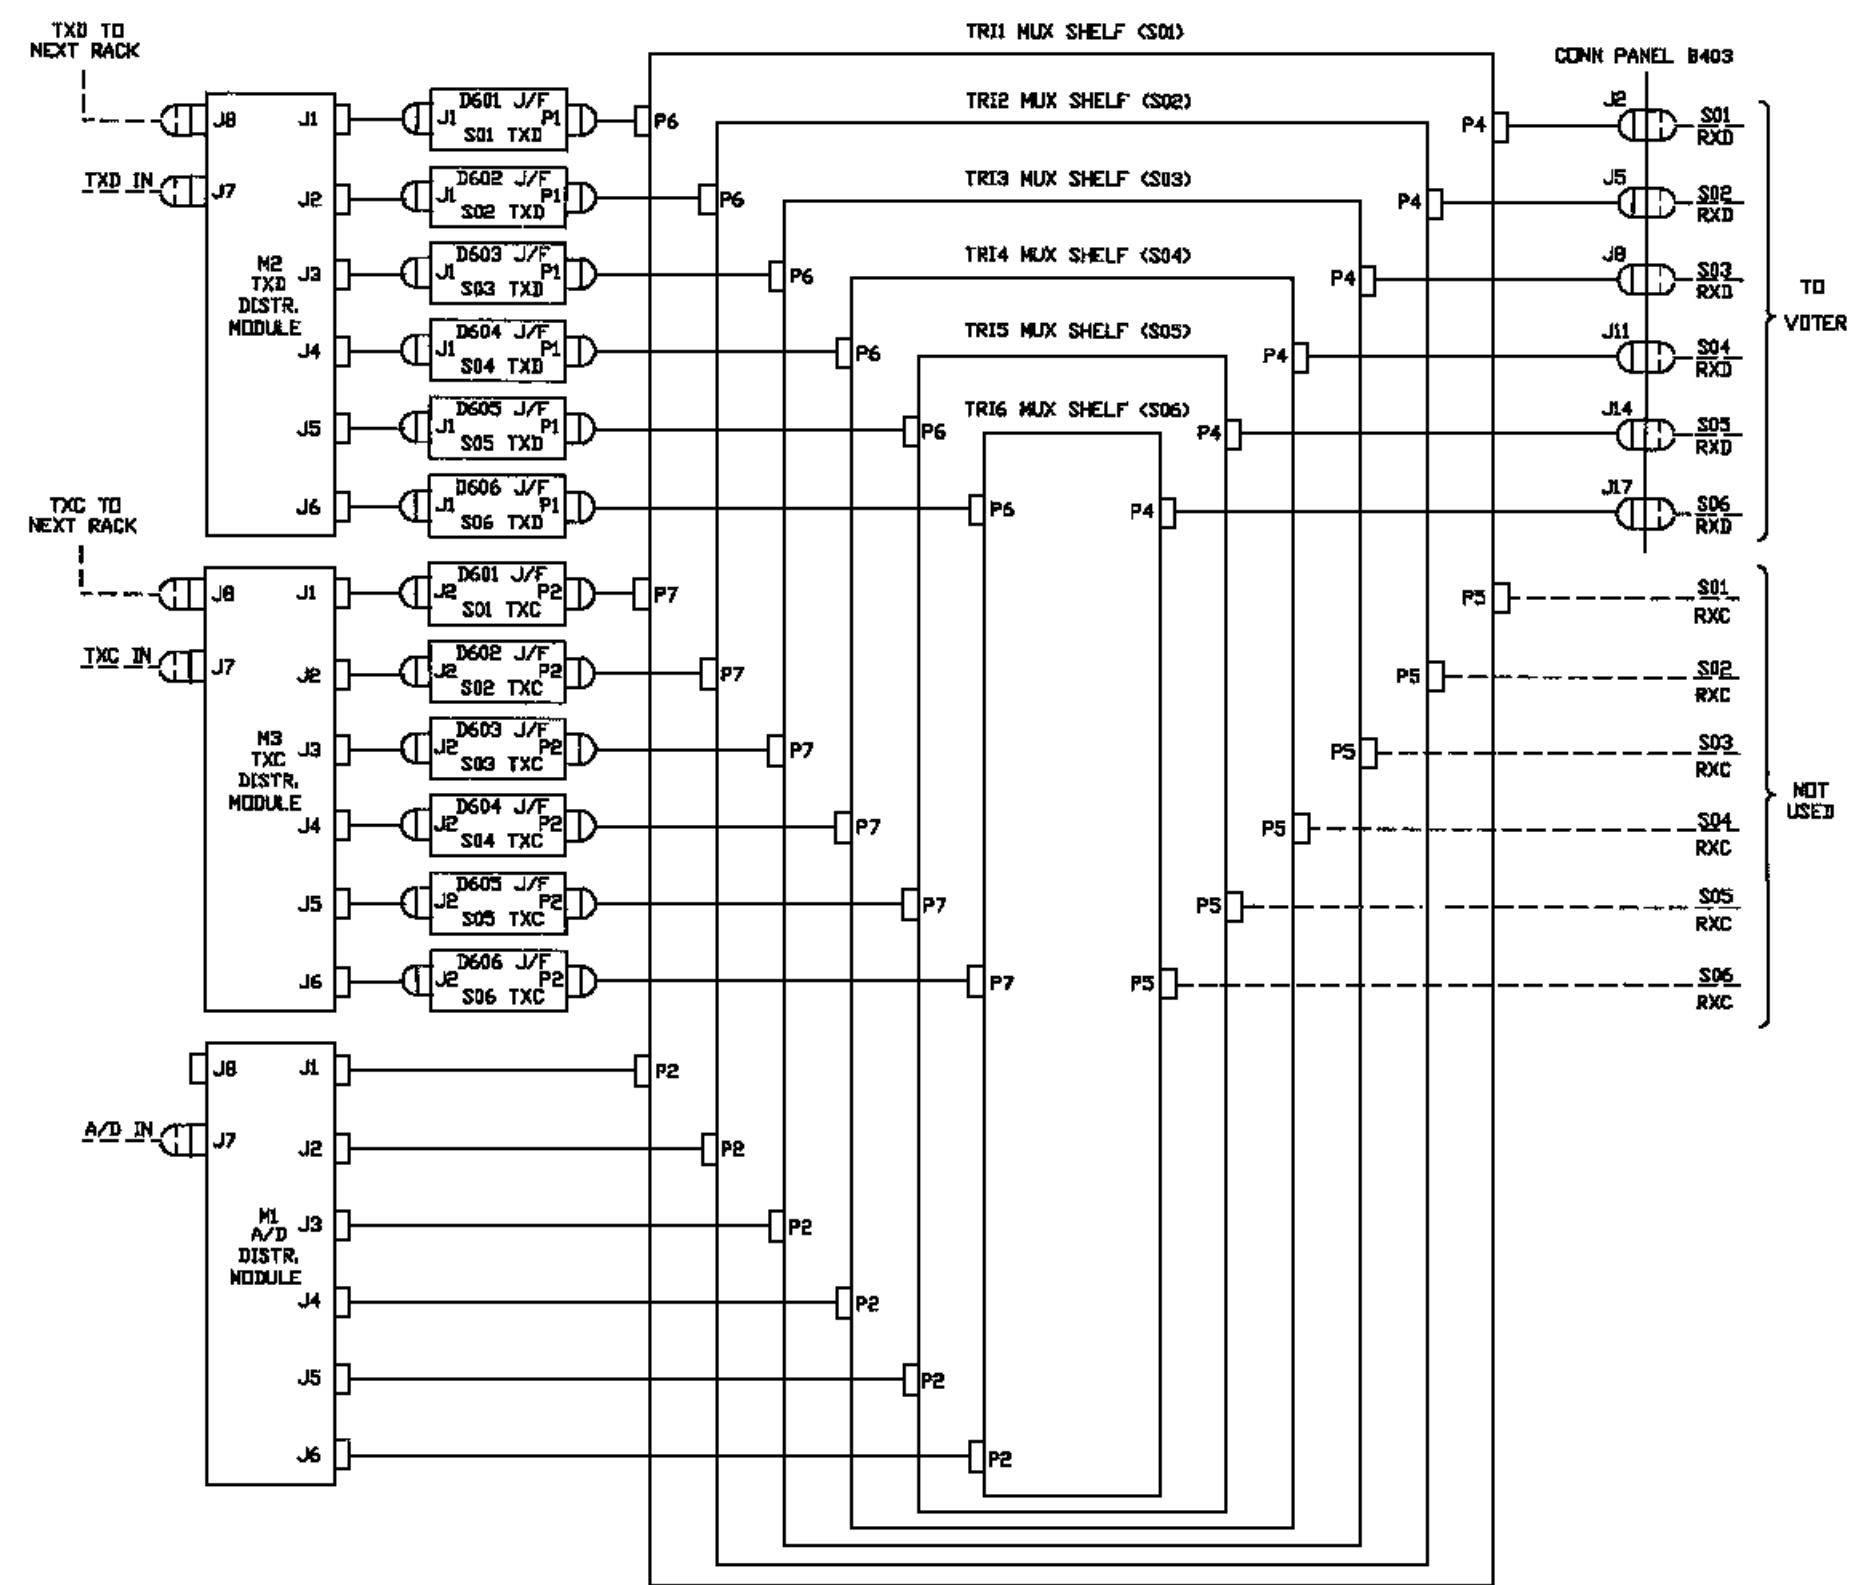 TXD TO
NEXT RACK
TRI1 MUX SHELF (S01)
CONN PANEL B403
J8
J1
D601 J/F
J1
P1
S01 TXD
P6
TRI2 MUX SHELF (S02)
P4
J2
S01
RXD
TXD IN
J7
J2
D602 J/F
J1
P1
S02 TXD
P6
TRI3 MUX SHELF (S03)
P4
J5
S02
RXD
M2
TXD
DISTR.
MODULE
J3
D603 J/F
J1
P1
S03 TXD
P6
TRI4 MUX SHELF (S04)
P4
J8
S03
RXD
TO
VOTER
J4
D604 J/F
J1
P1
S04 TXD
P6
TRI5 MUX SHELF (S05)
P4
J11
S04
RXD
J5
D605 J/F
J1
P1
S05 TXD
P6
TRI6 MUX SHELF (S06)
P4
J14
S05
RXD
J6
D606 J/F
J1
P1
S06 TXD
P6
P4
J17
S06
RXD
TXC TO
NEXT RACK
J8
J1
D601 J/F
J2
P2
S01 TXC
P7
P5
S01
RXC
TXC IN
J7
J2
D602 J/F
J2
P2
S02 TXC
P7
P5
S02
RXC
M3
TXC
DISTR.
MODULE
J3
D603 J/F
J2
P2
S03 TXC
P7
P5
S03
RXC
NOT
USED
J4
D604 J/F
J2
P2
S04 TXC
P7
P5
S04
RXC
J5
D605 J/F
J2
P2
S05 TXC
P7
P5
S05
RXC
J6
D606 J/F
J2
P2
S06 TXC
P7
P5
S06
RXC
J8
J1
P2
A/D IN
J7
J2
P2
M1
A/D
DISTR.
MODULE
J3
P2
J4
P2
J5
P2
J6
P2